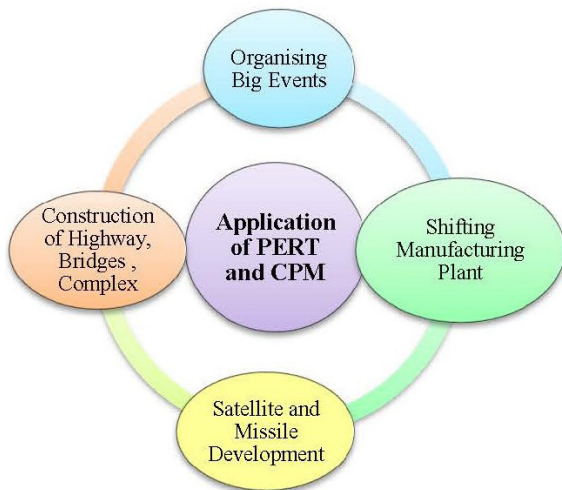 Organising
Big Events
Construction
of Highway,
Bridges ,
Complex
Application
of PERT
and CPM
Shifting
Manufacturing
Plant
Satellite and
Missile
Development